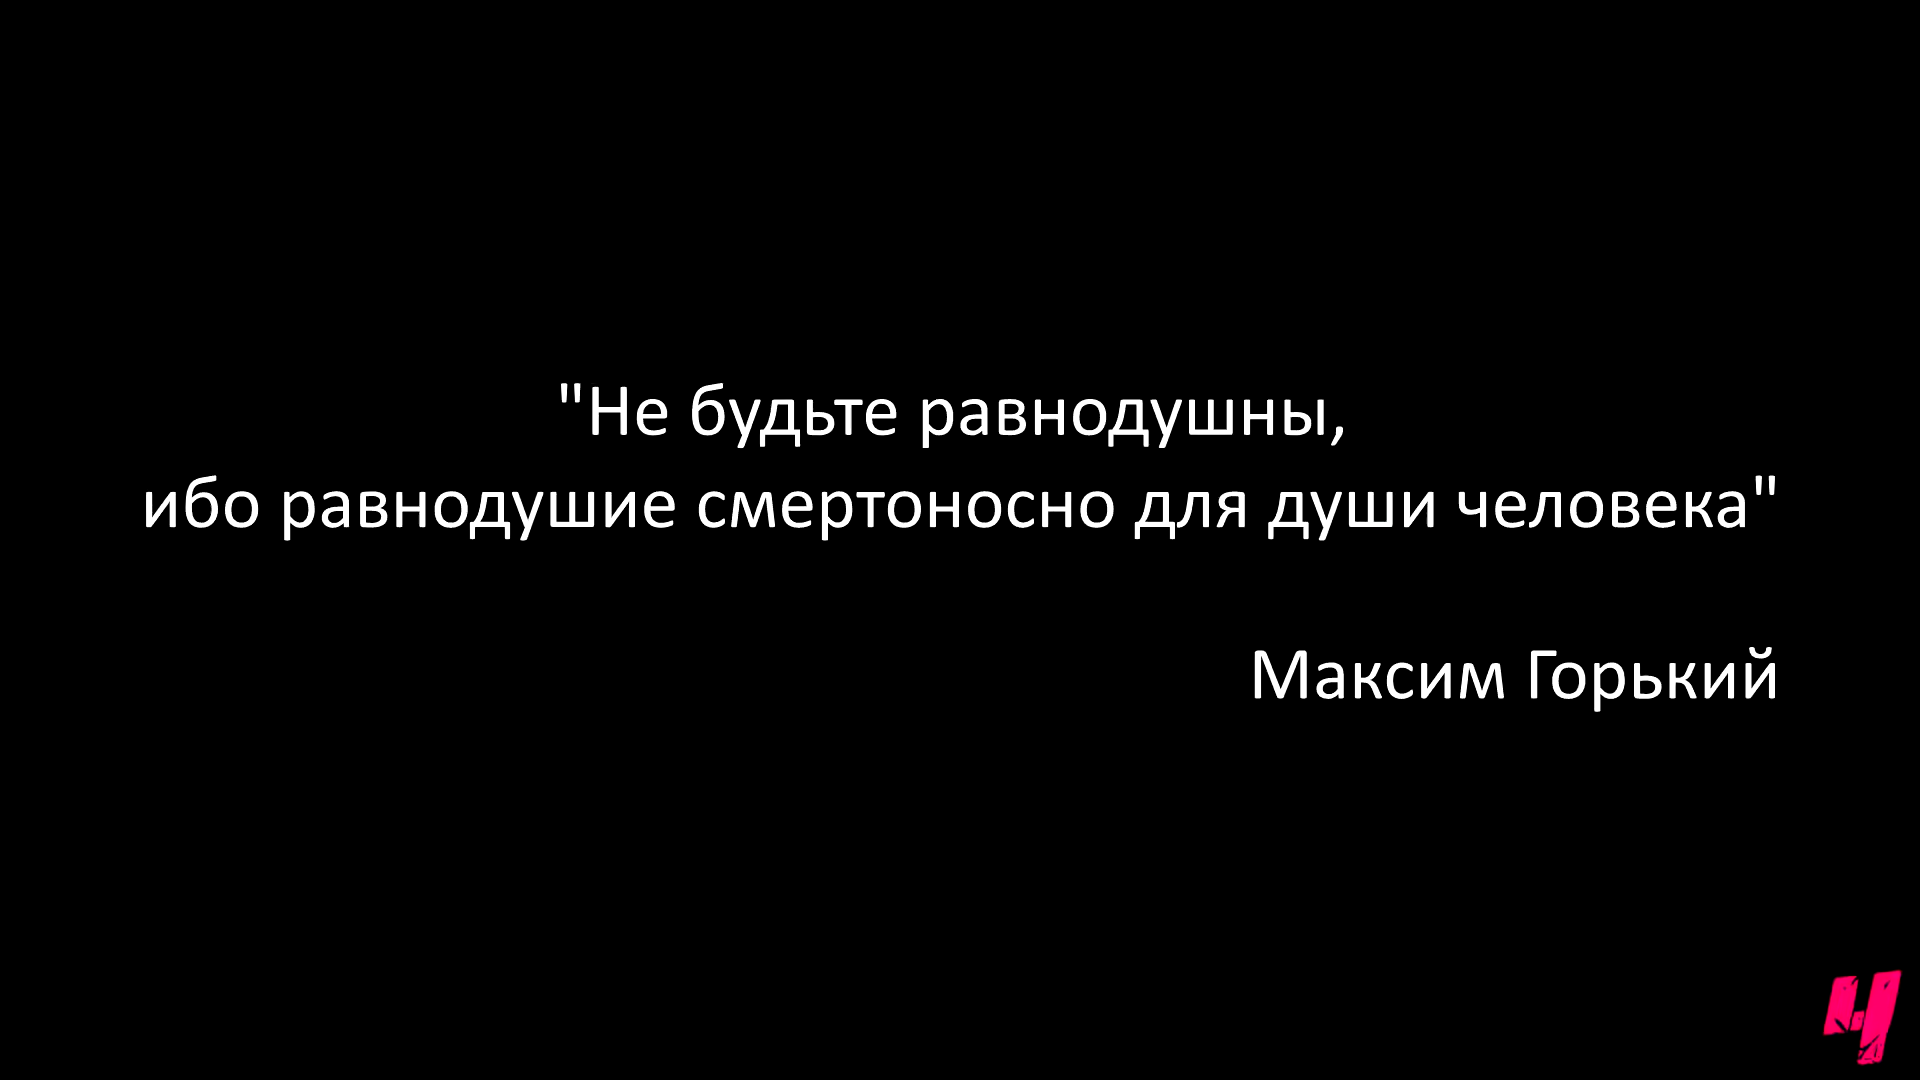 "Не будьте равнодушны,
ибо равнодушие смертоносно для души человека"
Максим Горький
Ч